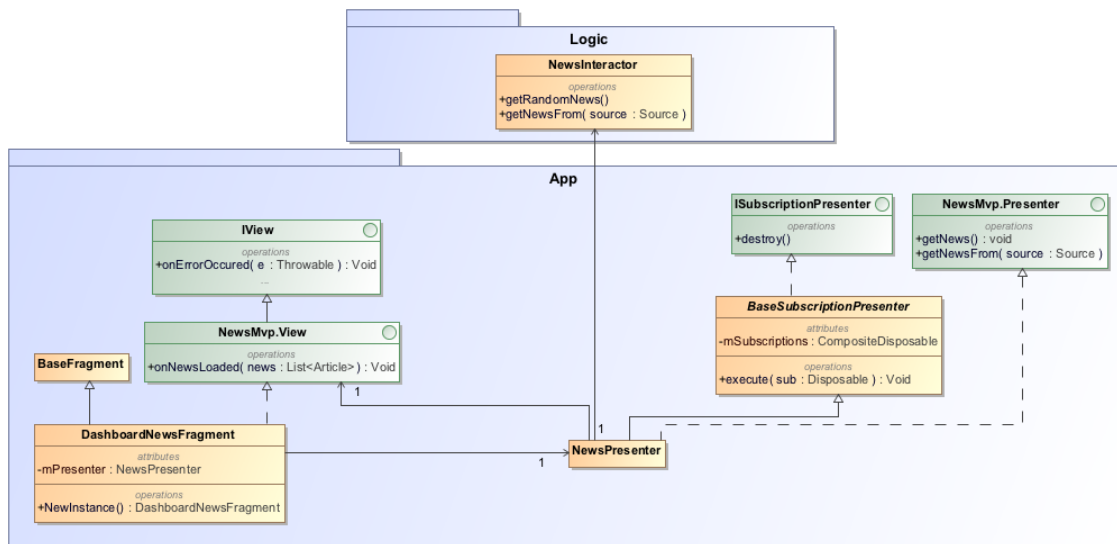 Logic
NewsInteractor
operations
+getRandomNews()
+getNewsFrom( source : Source )
App
IView
operations
+onErrorOccured( e : Throwable ) : Void
...
NewsMvp.View
operations
+onNewsLoaded( news : List<Article> ) : Void
BaseFragment
DashboardNewsFragment
attributes
-mPresenter : NewsPresenter
operations
+NewInstance() : DashboardNewsFragment
ISubscriptionPresenter
operations
+destroy()
NewsMvp.Presenter
operations
+getNews() : void
+getNewsFrom( source : Source )
BaseSubscriptionPresenter
attributes
-mSubscriptions : CompositeDisposable
operations
+execute( sub : Disposable ) : Void
1
1
NewsPresenter
1